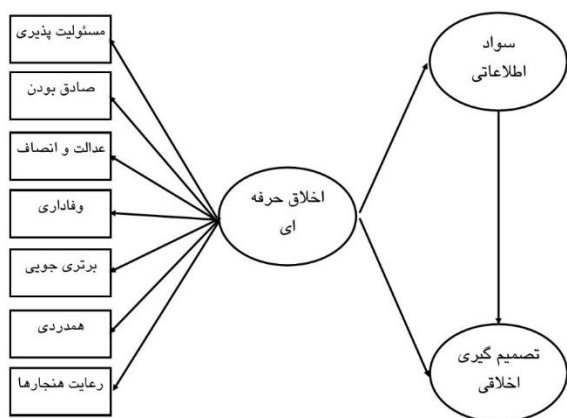 سواد
اطلاعاتی
اخلاق حرفه
ای
تصمیم گیری
اخلاقی
مسئولیت پذیری
صادق بودن
عدالت و انصاف
وفاداری
برتری جویی
همدردی
رعایت هنجارها